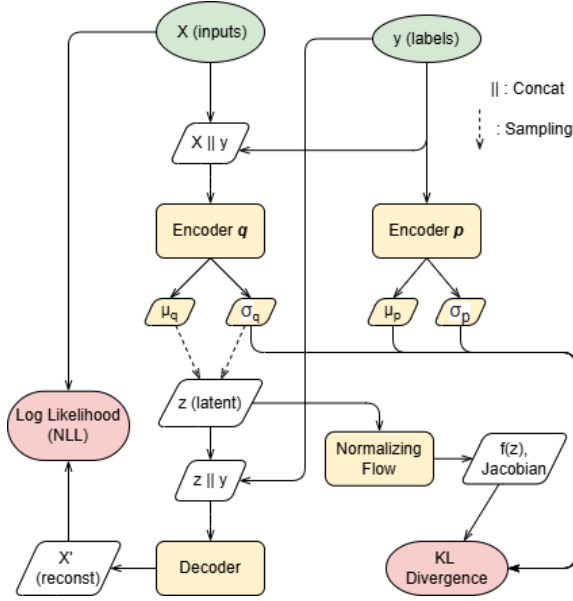 X (inputs)
y (labels)
|| : Concat
: Sampling
X || y
Encoder q
Encoder p
μq
σq
μp
σp
z (latent)
Log Likelihood
(NLL)
Normalizing
Flow
f(z),
Jacobian
z || y
X'
(reconst)
Decoder
KL
Divergence